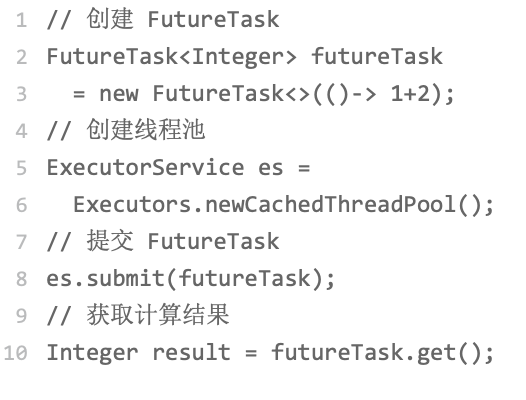 1 // 创建 FutureTask
2 FutureTask<Integer> futureTask
3   = new FutureTask<>(()-> 1+2);
4 // 创建线程池
5 ExecutorService es =
6   Executors.newCachedThreadPool();
7 // 提交 FutureTask
8 es.submit(futureTask);
9 // 获取计算结果
10 Integer result = futureTask.get();